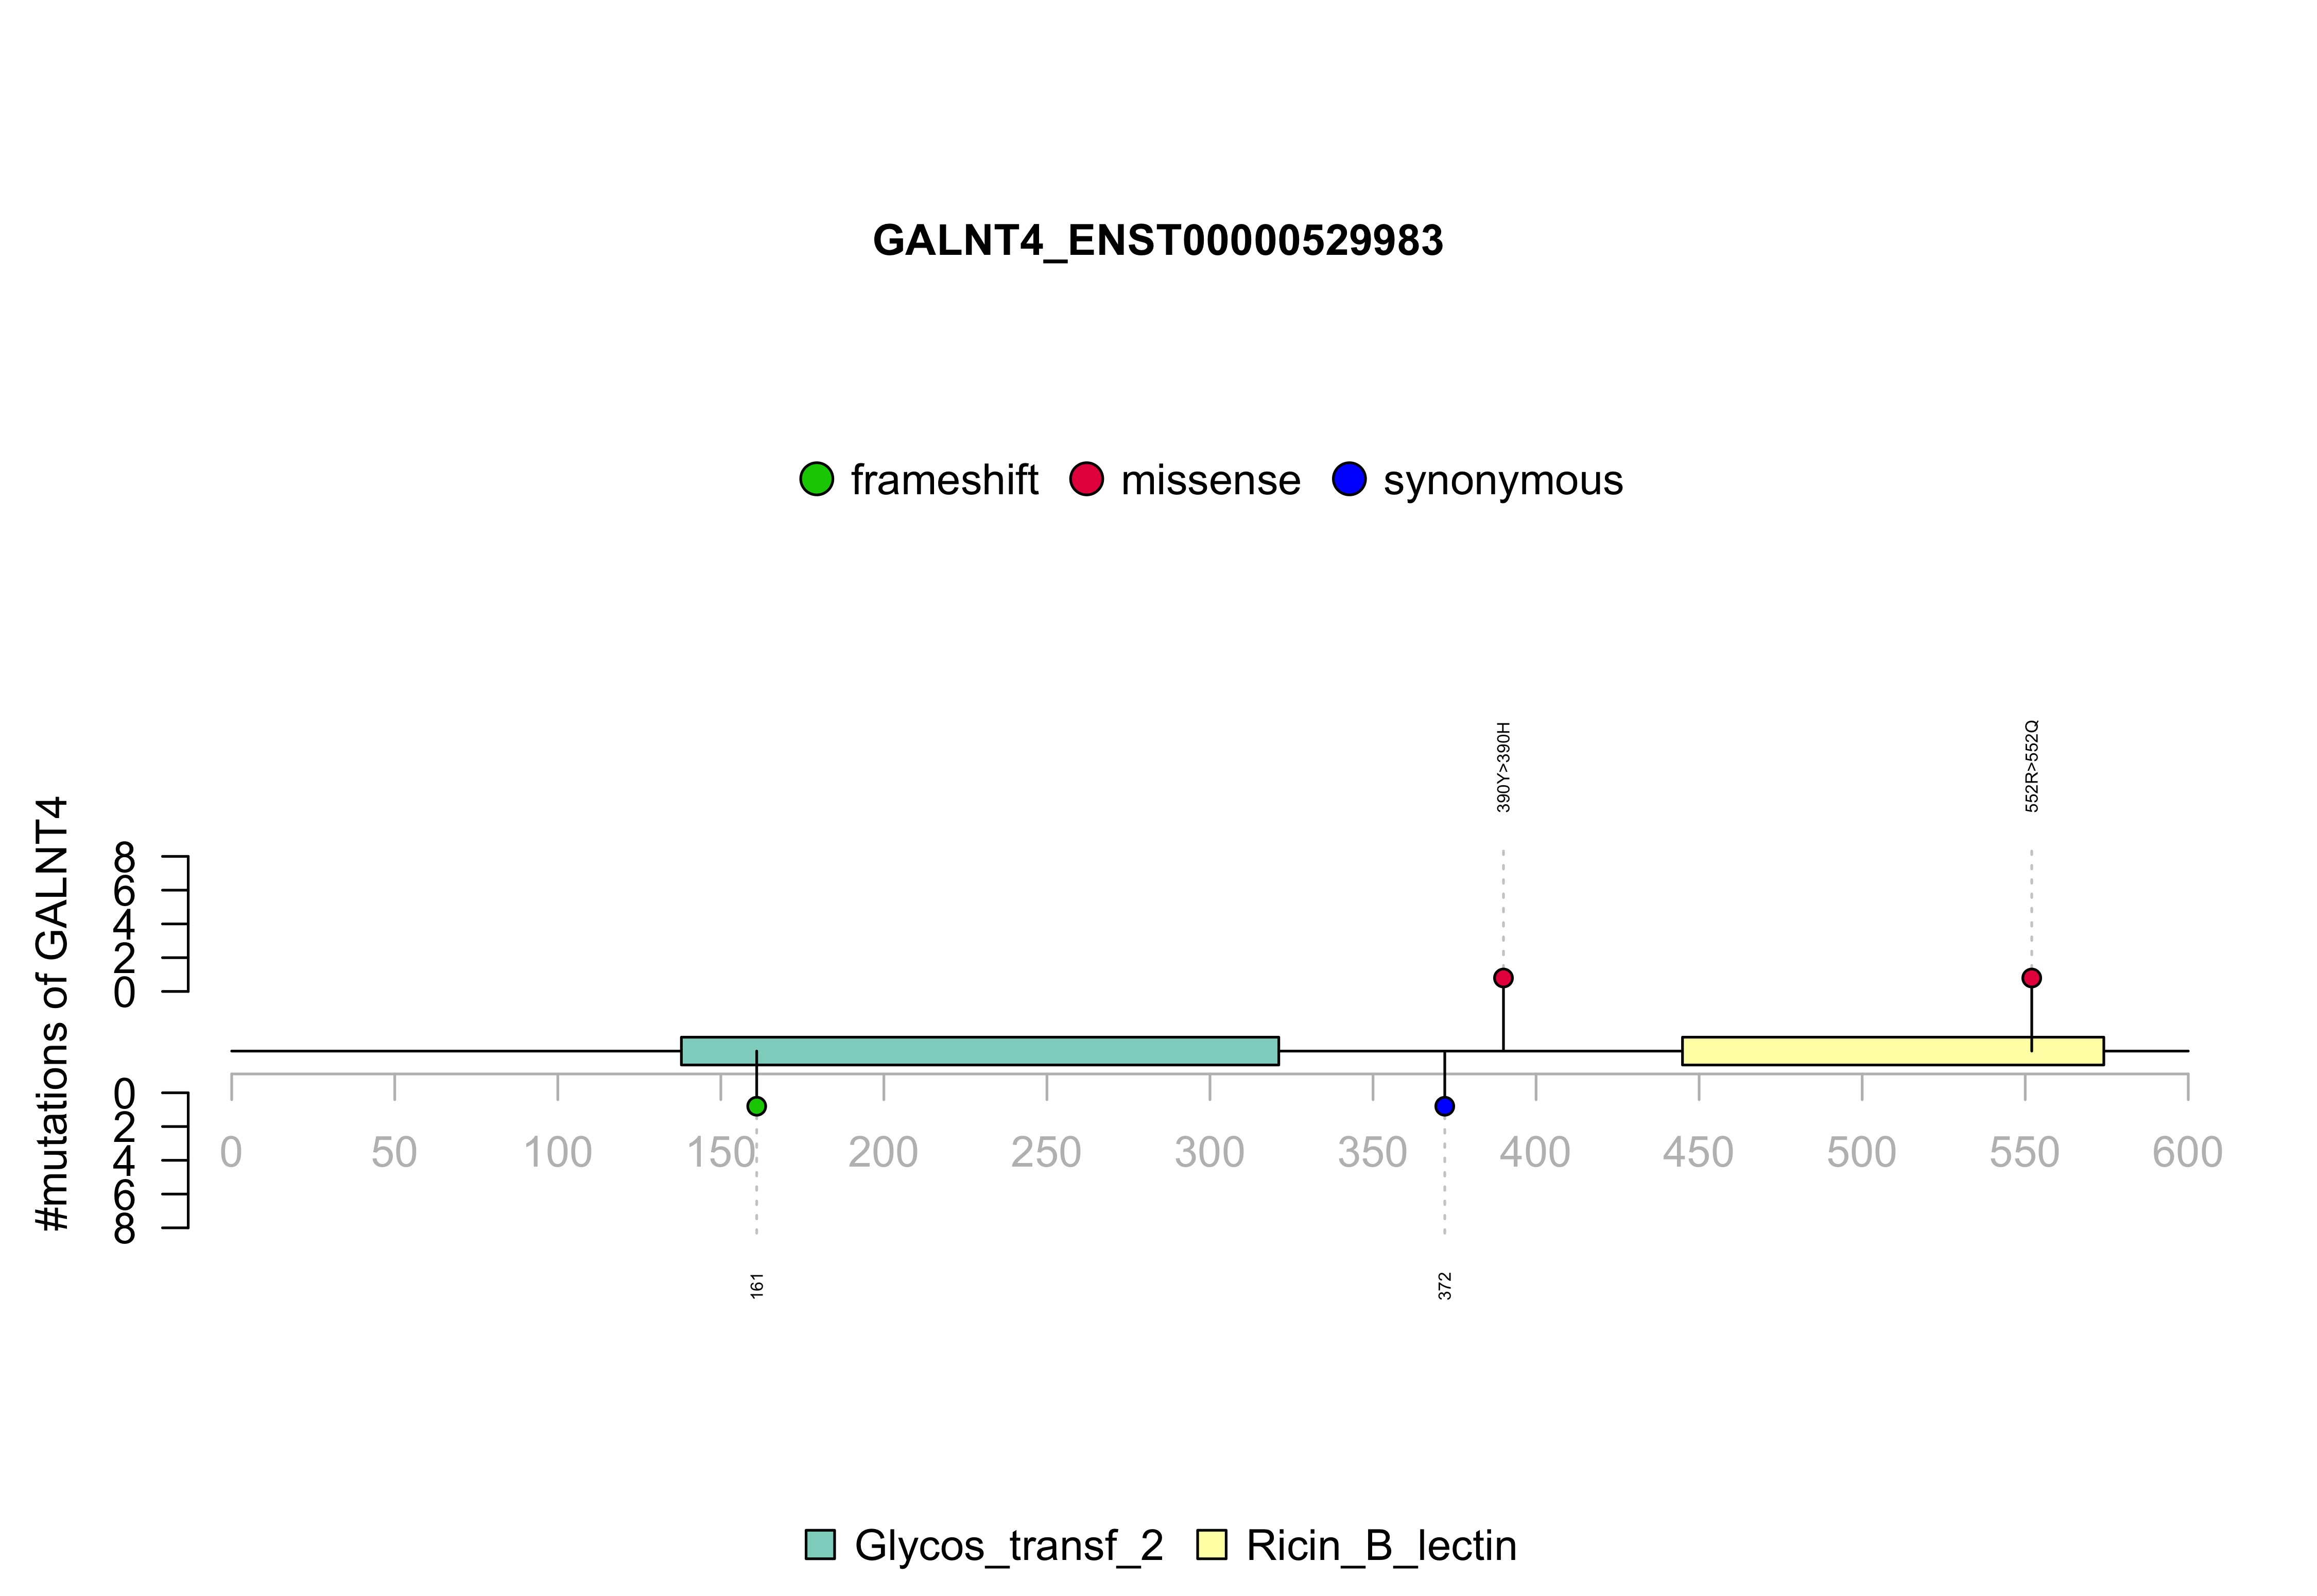 GALNT4_ENST00000529983
frameshift missense synonymous
390Y>390H 552R>552Q
#mutations of GALNT4
8
6
4
2
0
0
2
4
6
8
0 50 100 150 200 250 300 350 400 450 500 550 600
161 372
Glycos_transf_2 Ricin_B_lectin